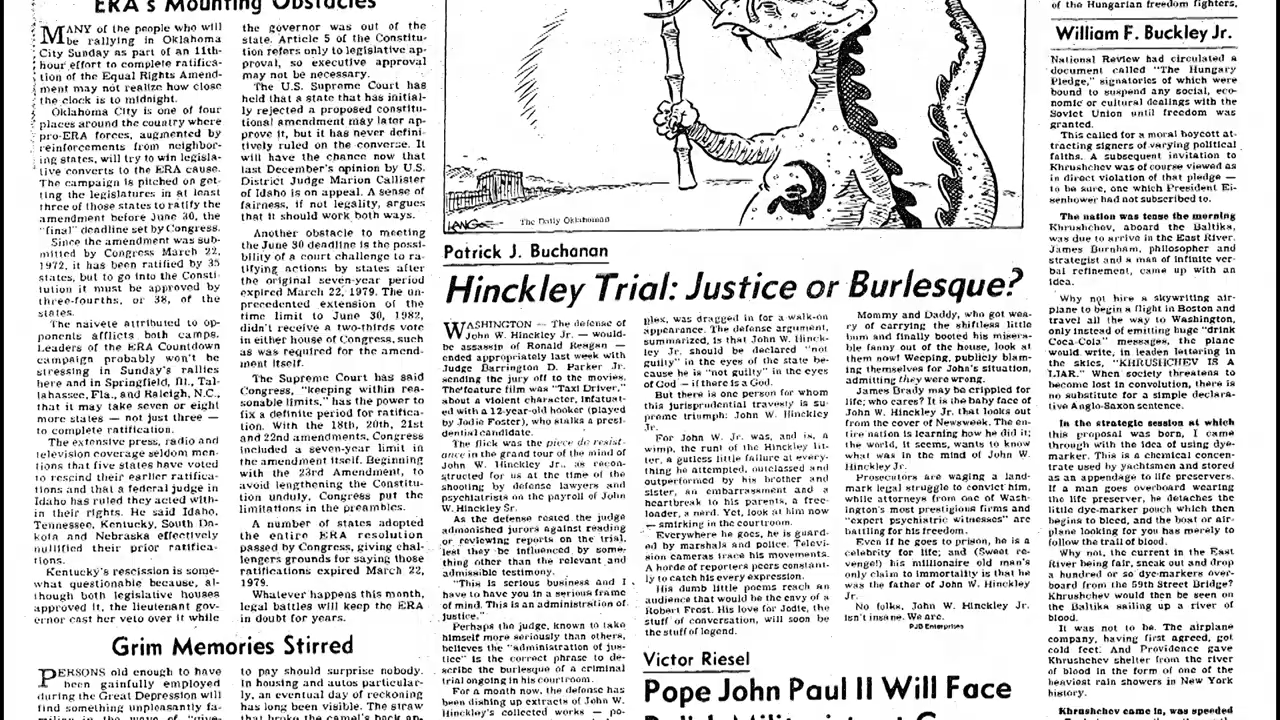 ERA's Mounting Obstacles
MANY of the people who will
be rallying in Oklahoma
City Sunday as part of an 11th-
hour effort to complete ratifica-
tion of the Equal Rights Amend-
ment may not realize how close
the clock is to midnight.
Oklahoma City is one of four
places around the country where
pro-ERA forces, augmented by
reinforcements from neighbor-
ing states, will try to win legisla-
tive converts to the ERA cause.
The campaign is pitched on get-
ting the legislatures in at least
three of those states to ratify the
amendment before June 30, the
"final" deadline set by Congress.
Since the amendment was sub-
mitted by Congress March 22,
1972, it has been ratified by 35
states, but to go into the Consti-
tution it must be approved by
three-fourths, or 38, of the
states.
The naivete attributed to op-
ponents afflicts both camps.
Leaders of the ERA Countdown
campaign probably won't be
stressing in Sunday's rallies
here and in Springfield, Ill., Tal-
lahassee, Fla., and Raleigh, N.C.,
that it may take seven or eight
more states — not just three —
to complete ratification.
The extensive press, radio and
television coverage seldom men-
tions that five states have voted
to rescind their earlier ratifica-
tions and that a federal judge in
Idaho has ruled they acted with-
in their rights. He said Idaho,
Tennessee, Kentucky, South Da-
kota and Nebraska effectively
nullified their prior ratifica-
tions.
Kentucky's rescission is some-
what questionable because, al-
though both legislative houses
approved it, the lieutenant gov-
ernor cast her veto over it while
the governor was out of the
state. Article 5 of the Constitu-
tion refers only to legislative ap-
proval, so executive approval
may not be necessary.
The U.S. Supreme Court has
held that a state that has initial-
ly rejected a proposed constitu-
tional amendment may later ap-
prove it, but it has never defini-
tively ruled on the converse. It
will have the chance now that
last December's opinion by U.S.
District Judge Marion Callister
of Idaho is on appeal. A sense of
fairness, if not legality, argues
that it should work both ways.
Another obstacle to meeting
the June 30 deadline is the possi-
bility of a court challenge to ra-
tifying actions by states after
the original seven-year period
expired March 22, 1979. The un-
precedented extension of the
time limit to June 30, 1982,
didn't receive a two-thirds vote
in either house of Congress, such
as was required for the amend-
ment itself.
The Supreme Court has said
Congress, "keeping within rea-
sonable limits," has the power to
fix a definite period for ratifica-
tion. With the 18th, 20th, 21st
and 22nd amendments, Congress
included a seven-year limit in
the amendment itself. Beginning
with the 23rd Amendment, to
avoid lengthening the Constitu-
tion unduly, Congress put the
limitations in the preambles.
A number of states adopted
the entire ERA resolution
passed by Congress, giving chal-
lengers grounds for saying those
ratifications expired March 22,
1979.
Whatever happens this month,
legal battles will keep the ERA
in doubt for years.
Grim Memories Stirred
PERSONS old enough to have
been gainfully employed
during the Great Depression will
find something unpleasantly fa-
miliar in the wave of "give-
to pay should surprise nobody.
In housing and autos particular-
ly, an eventual day of reckoning
has long been visible. The straw
that broke the camel's back ap-
LANGE
The Daily Oklahoman
Patrick J. Buchanan
Hinckley Trial: Justice or Burlesque?
WASHINGTON — The defense of
John W. Hinckley Jr. — would-
be assassin of Ronald Reagan —
ended appropriately last week with
Judge Barrington D. Parker Jr.
sending the jury off to the movies.
The feature film was "Taxi Driver,"
about a violent character, infatuat-
ed with a 12-year-old hooker (played
by Jodie Foster), who stalks a presi-
dential candidate.
The flick was the piece de resist-
ance in the grand tour of the mind of
John W. Hinckley Jr., as recon-
structed for us at the time of the
shooting by defense lawyers and
psychiatrists on the payroll of John
W. Hinckley Sr.
As the defense rested the judge
admonished jurors against reading
or reviewing reports on the trial,
lest they be influenced by some-
thing other than the relevant and
admissible testimony.
"This is serious business and I
have to have you in a serious frame
of mind. This is an administration of
justice."
Perhaps the judge, known to take
himself more seriously than others,
believes the "administration of jus-
tice" is the correct phrase to de-
scribe the burlesque of a criminal
trial ongoing in his courtroom.
For a month now, the defense has
been dishing up extracts of John W.
Hinckley's collected works — po-
plex, was dragged in for a walk-on
appearance. The defense argument,
summarized, is that John W. Hinck-
ley Jr. should be declared "not
guilty" in the eyes of the state be-
cause he is "not guilty" in the eyes
of God — if there is a God.
But there is one person for whom
this jurisprudential travesty is su-
preme triumph: John W. Hinckley
Jr.
For John W. Jr. was, and is, a
wimp, the runt of the Hinckley lit-
ter, a gutless little failure at every-
thing he attempted, outclassed and
outperformed by his brother and
sister, an embarrassment and a
heartbreak to his parents, a free-
loader, a nerd. Yet, look at him now
— smirking in the courtroom.
Everywhere he goes, he is guard-
ed by marshals and police. Televi-
sion cameras trace his movements.
A horde of reporters peers constant-
ly to catch his every expression.
His dumb little poems reach an
audience that would be the envy of a
Robert Frost. His love for Jodie, the
stuff of conversation, will soon be
the stuff of legend.
Mommy and Daddy, who got wea-
ry of carrying the shiftless little
bum and finally booted his misera-
ble fanny out of the house, look at
them now! Weeping, publicly blam-
ing themselves for John's situation,
admitting they were wrong.
James Brady may be crippled for
life; who cares? It is the baby face of
John W. Hinckley Jr. that looks out
from the cover of Newsweek. The en-
tire nation is learning how he did it;
the world, it seems, wants to know
what was in the mind of John W.
Hinckley Jr.
Prosecutors are waging a land-
mark legal struggle to convict him,
while attorneys from one of Wash-
ington's most prestigious firms and
"expert psychiatric witnesses" are
battling for his freedom.
Even if he goes to prison, he is a
celebrity for life; and (Sweet re-
venge!) his millionaire old man's
only claim to immortality is that he
was the father of John W. Hinckley
Jr.
No folks, John W. Hinckley Jr.
isn't insane. We are.
PJB Enterprises
Victor Riesel
Pope John Paul II Will Face
of the Hungarian freedom fighters,
William F. Buckley Jr.
National Review had circulated a
document called "The Hungary
Pledge," signatories of which were
bound to suspend any social, eco-
nomic or cultural dealings with the
Soviet Union until freedom was
granted.
This called for a moral boycott at-
tracting signers of varying political
faiths. A subsequent invitation to
Khrushchev was of course viewed as
in direct violation of that pledge —
to be sure, one which President Ei-
senhower had not subscribed to.
The nation was tense the morning
Khrushchev, aboard the Baltika,
was due to arrive in the East River.
James Burnham, philosopher and
strategist and a man of infinite ver-
bal refinement, came up with an
idea.
Why not hire a skywriting air-
plane to begin a flight in Boston and
travel all the way to Washington,
only instead of emitting huge "drink
Coca-Cola" messages, the plane
would write, in leaden lettering in
the skies, "KHRUSHCHEV IS A
LIAR." When society threatens to
become lost in convolution, there is
no substitute for a simple declara-
tive Anglo-Saxon sentence.
In the strategic session at which
this proposal was born, I came
through with the idea of using dye-
marker. This is a chemical concen-
trate used by yachtsmen and stored
as an appendage to life preservers.
If a man goes overboard wearing
the life preserver, he detaches the
little dye-marker pouch which then
begins to bleed, and the boat or air-
plane looking for you has merely to
follow the trail of blood.
Why not, the current in the East
River being fair, sneak out and drop
a hundred or so dye-markers over-
board from the 59th Street Bridge?
Khrushchev would then be seen on
the Baltika sailing up a river of
blood.
It was not to be. The airplane
company, having first agreed, got
cold feet. And Providence gave
Khrushchev shelter from the river
of blood in the form of one of the
heaviest rain showers in New York
history.
Khrushchev came in, was speeded